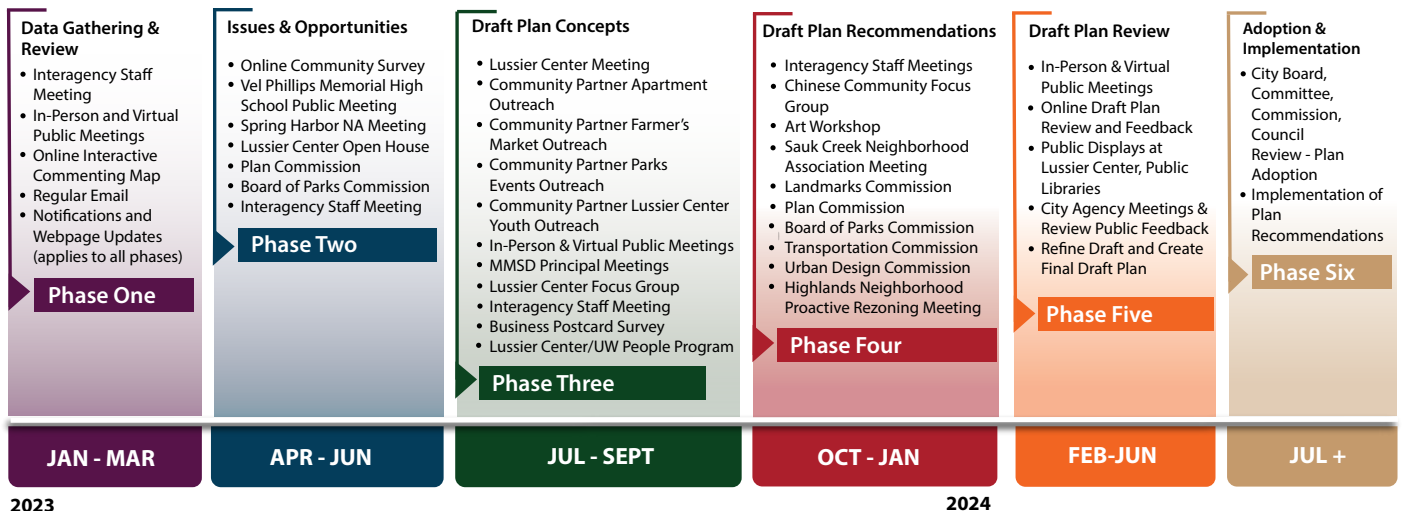 Data Gathering &
Review
• Interagency Staff
Meeting
• In-Person and Virtual
Public Meetings
• Online Interactive
Commenting Map
• Regular Email
• Notifications and
Webpage Updates
(applies to all phases)
Phase One
JAN - MAR
2023
Issues & Opportunities
• Online Community Survey
• Vel Phillips Memorial High
School Public Meeting
• Spring Harbor NA Meeting
• Lussier Center Open House
• Plan Commission
• Board of Parks Commission
• Interagency Staff Meeting
Phase Two
APR - JUN
Draft Plan Concepts
• Lussier Center Meeting
• Community Partner Apartment
Outreach
• Community Partner Farmer's
Market Outreach
• Community Partner Parks
Events Outreach
• Community Partner Lussier Center
Youth Outreach
• In-Person & Virtual Public Meetings
• MMSD Principal Meetings
• Lussier Center Focus Group
• Interagency Staff Meeting
• Business Postcard Survey
• Lussier Center/UW People Program
Phase Three
JUL - SEPT
Draft Plan Recommendations
• Interagency Staff Meetings
• Chinese Community Focus
Group
• Art Workshop
• Sauk Creek Neighborhood
Association Meeting
• Landmarks Commission
• Plan Commission
• Board of Parks Commission
• Transportation Commission
• Urban Design Commission
• Highlands Neighborhood
Proactive Rezoning Meeting
Phase Four
OCT - JAN
2024
Draft Plan Review
• In-Person & Virtual
Public Meetings
• Online Draft Plan
Review and Feedback
• Public Displays at
Lussier Center, Public
Libraries
• City Agency Meetings &
Review Public Feedback
• Refine Draft and Create
Final Draft Plan
Phase Five
FEB-JUN
Adoption &
Implementation
• City Board,
Committee,
Commission,
Council
Review - Plan
Adoption
• Implementation of
Plan
Recommendations
Phase Six
JUL +